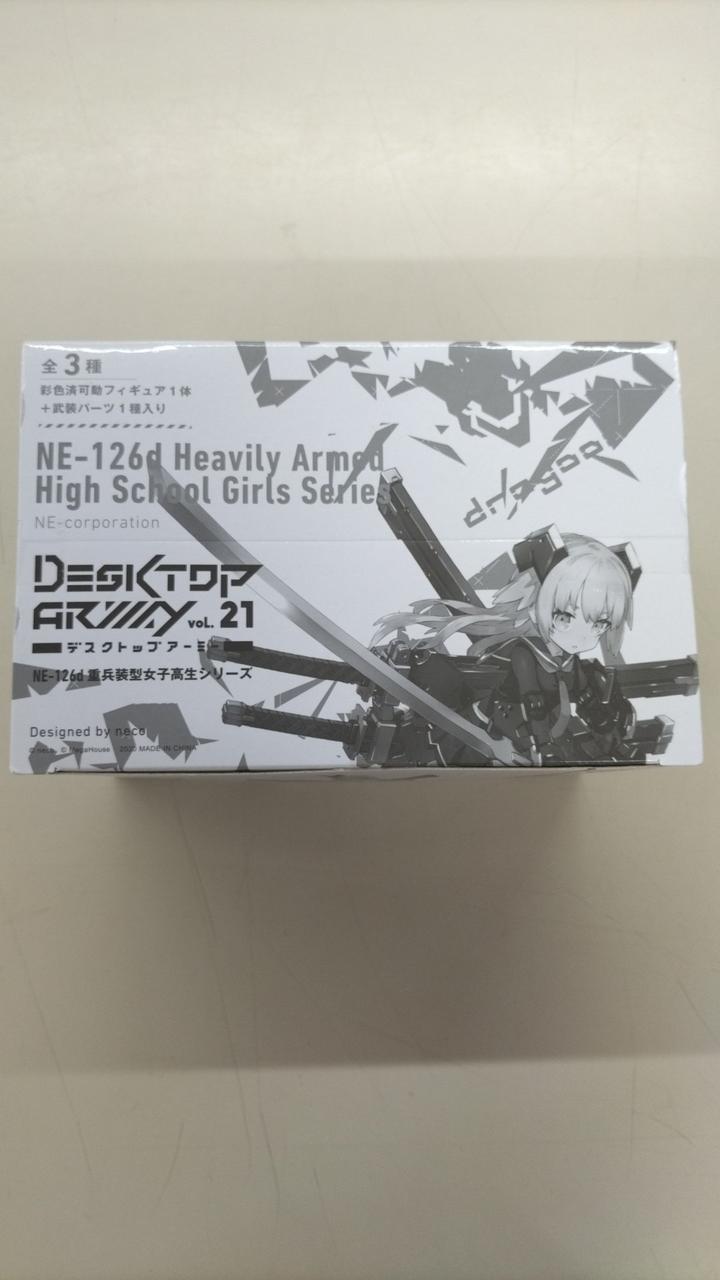 全3種
彩色済可動フィギュア1体
＋武装パーツ1種入り
NE-126d Heavily Armed
High School Girls Series
NE-corporation
DESKTOP
ARMY vol. 21
デスクトップアーミー
NE-126d 重兵装型女子高生シリーズ
Designed by neco
© neco, © MegaHouse 2020 MADE IN CHINA